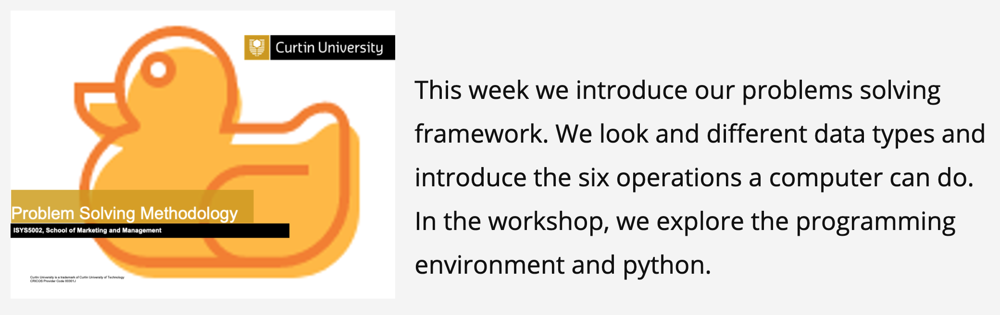 Curtin University
Problem Solving Methodology
ISYS5002, School of Marketing and Management
Curtin University is a trademark of Curtin University of Technology
CRICOS Provider Code 00301J
This week we introduce our problems solving
framework. We look and different data types and
introduce the six operations a computer can do.
In the workshop, we explore the programming
environment and python.